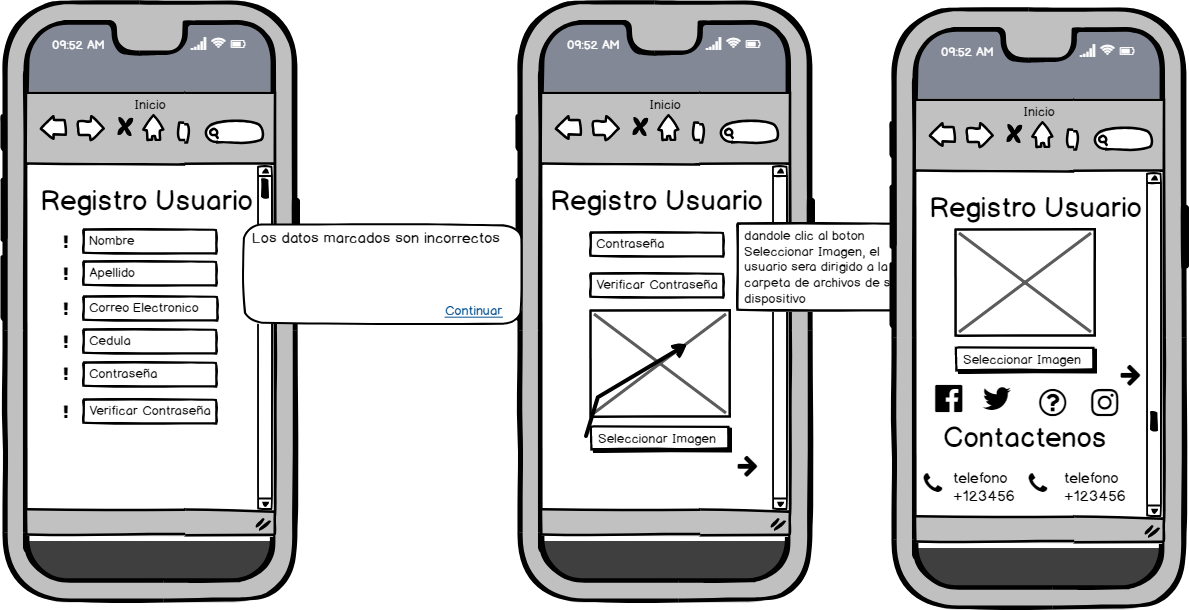 09:52 AM
Inicio
Registro Usuario
! Nombre
! Apellido
! Correo Electronico
! Cedula
! Contraseña
! Verificar Contraseña
Los datos marcados son incorrectos
Continuar
09:52 AM
Inicio
Registro Usuario
Contraseña
Verificar Contraseña
Seleccionar Imagen
dandole clic al boton
Seleccionar Imagen, el
usuario sera dirigido a la
carpeta de archivos de s
dispositivo
09:52 AM
Inicio
Registro Usuario
Seleccionar Imagen
Contactenos
telefono
+123456
telefono
+123456